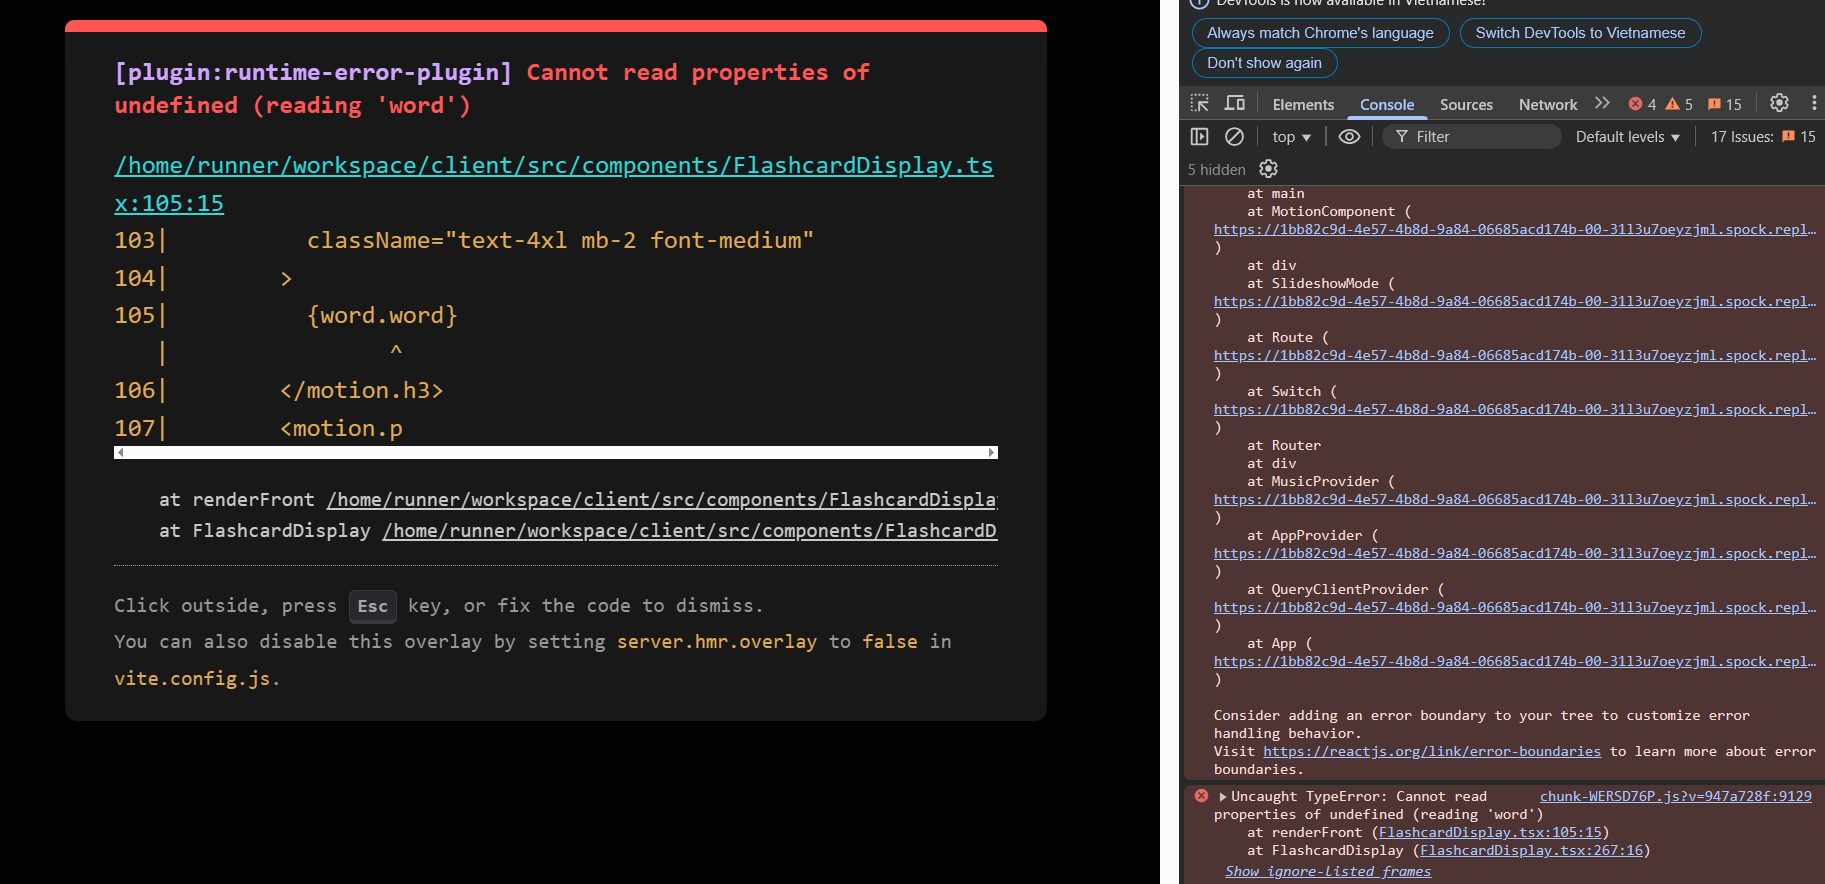 [plugin:runtime-error-plugin] Cannot read properties of
undefined (reading 'word')
/home/runner/workspace/client/src/components/FlashcardDisplay.ts
x:105:15
103|          className="text-4xl mb-2 font-medium"
104|        >
105|          {word.word}
   |                ^
106|        </motion.h3>
107|        <motion.p
at renderFront /home/runner/workspace/client/src/components/FlashcardDispla
at FlashcardDisplay /home/runner/workspace/client/src/components/FlashcardD
Click outside, press Esc key, or fix the code to dismiss.
You can also disable this overlay by setting server.hmr.overlay to false in
vite.config.js.
DevTools is now available in Vietnamese!
Always match Chrome's language
Switch DevTools to Vietnamese
Don't show again
Elements Console Sources Network 4 5 15
top Filter Default levels 17 Issues: 15
5 hidden
at main
at MotionComponent (
https://1bb82c9d-4e57-4b8d-9a84-06685acd174b-00-31l3u7oeyzjml.spock.repl…
)
at div
at SlideshowMode (
https://1bb82c9d-4e57-4b8d-9a84-06685acd174b-00-31l3u7oeyzjml.spock.repl…
)
at Route (
https://1bb82c9d-4e57-4b8d-9a84-06685acd174b-00-31l3u7oeyzjml.spock.repl…
)
at Switch (
https://1bb82c9d-4e57-4b8d-9a84-06685acd174b-00-31l3u7oeyzjml.spock.repl…
)
at Router
at div
at MusicProvider (
https://1bb82c9d-4e57-4b8d-9a84-06685acd174b-00-31l3u7oeyzjml.spock.repl…
)
at AppProvider (
https://1bb82c9d-4e57-4b8d-9a84-06685acd174b-00-31l3u7oeyzjml.spock.repl…
)
at QueryClientProvider (
https://1bb82c9d-4e57-4b8d-9a84-06685acd174b-00-31l3u7oeyzjml.spock.repl…
)
at App (
https://1bb82c9d-4e57-4b8d-9a84-06685acd174b-00-31l3u7oeyzjml.spock.repl…
)
Consider adding an error boundary to your tree to customize error
handling behavior.
Visit https://reactjs.org/link/error-boundaries to learn more about error
boundaries.
Uncaught TypeError: Cannot read chunk-WERSD76P.js?v=947a728f:9129
properties of undefined (reading 'word')
at renderFront (FlashcardDisplay.tsx:105:15)
at FlashcardDisplay (FlashcardDisplay.tsx:267:16)
Show ignore-listed frames